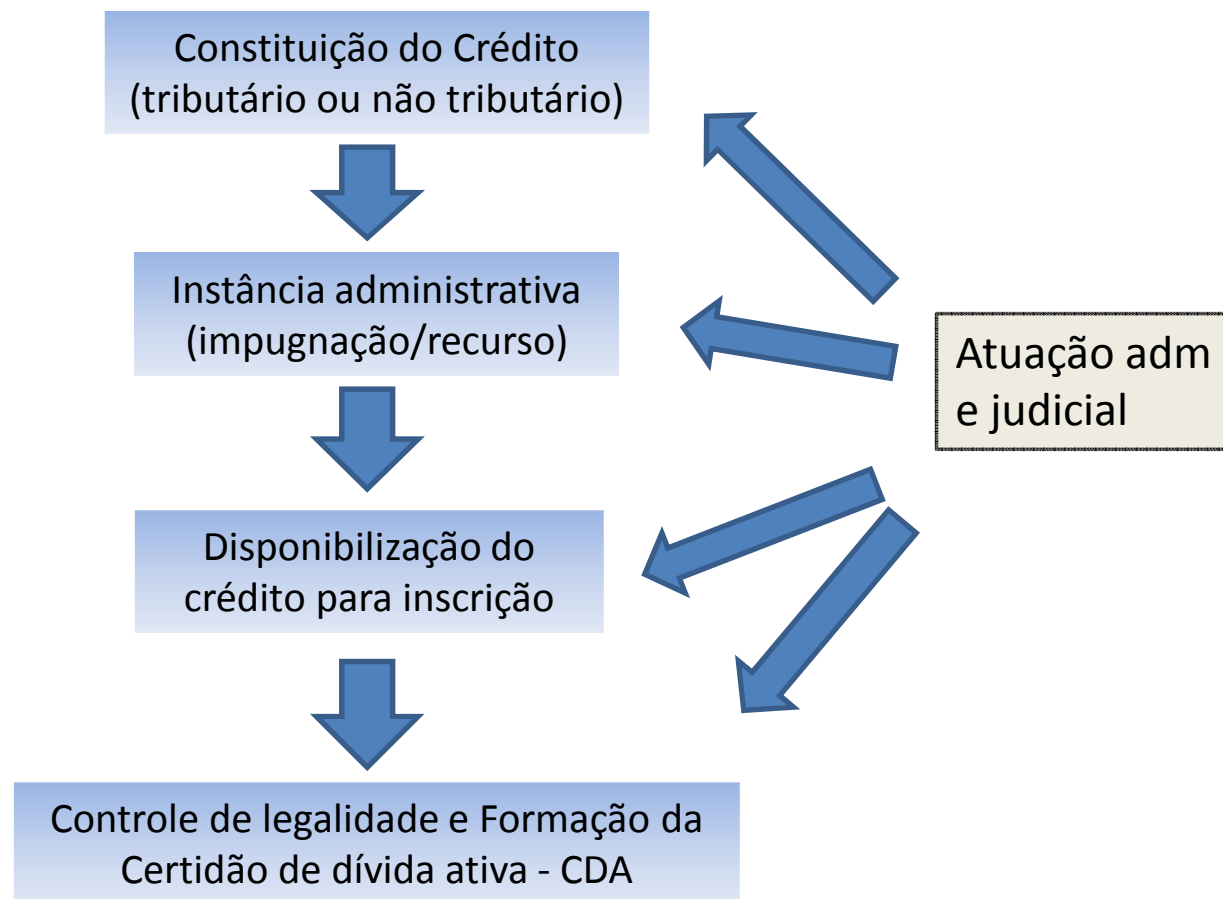 Constituição do Crédito
(tributário ou não tributário)
Instância administrativa
(impugnação/recurso)
Atuação adm
e judicial
Disponibilização do
crédito para inscrição
Controle de legalidade e Formação da
Certidão de dívida ativa - CDA